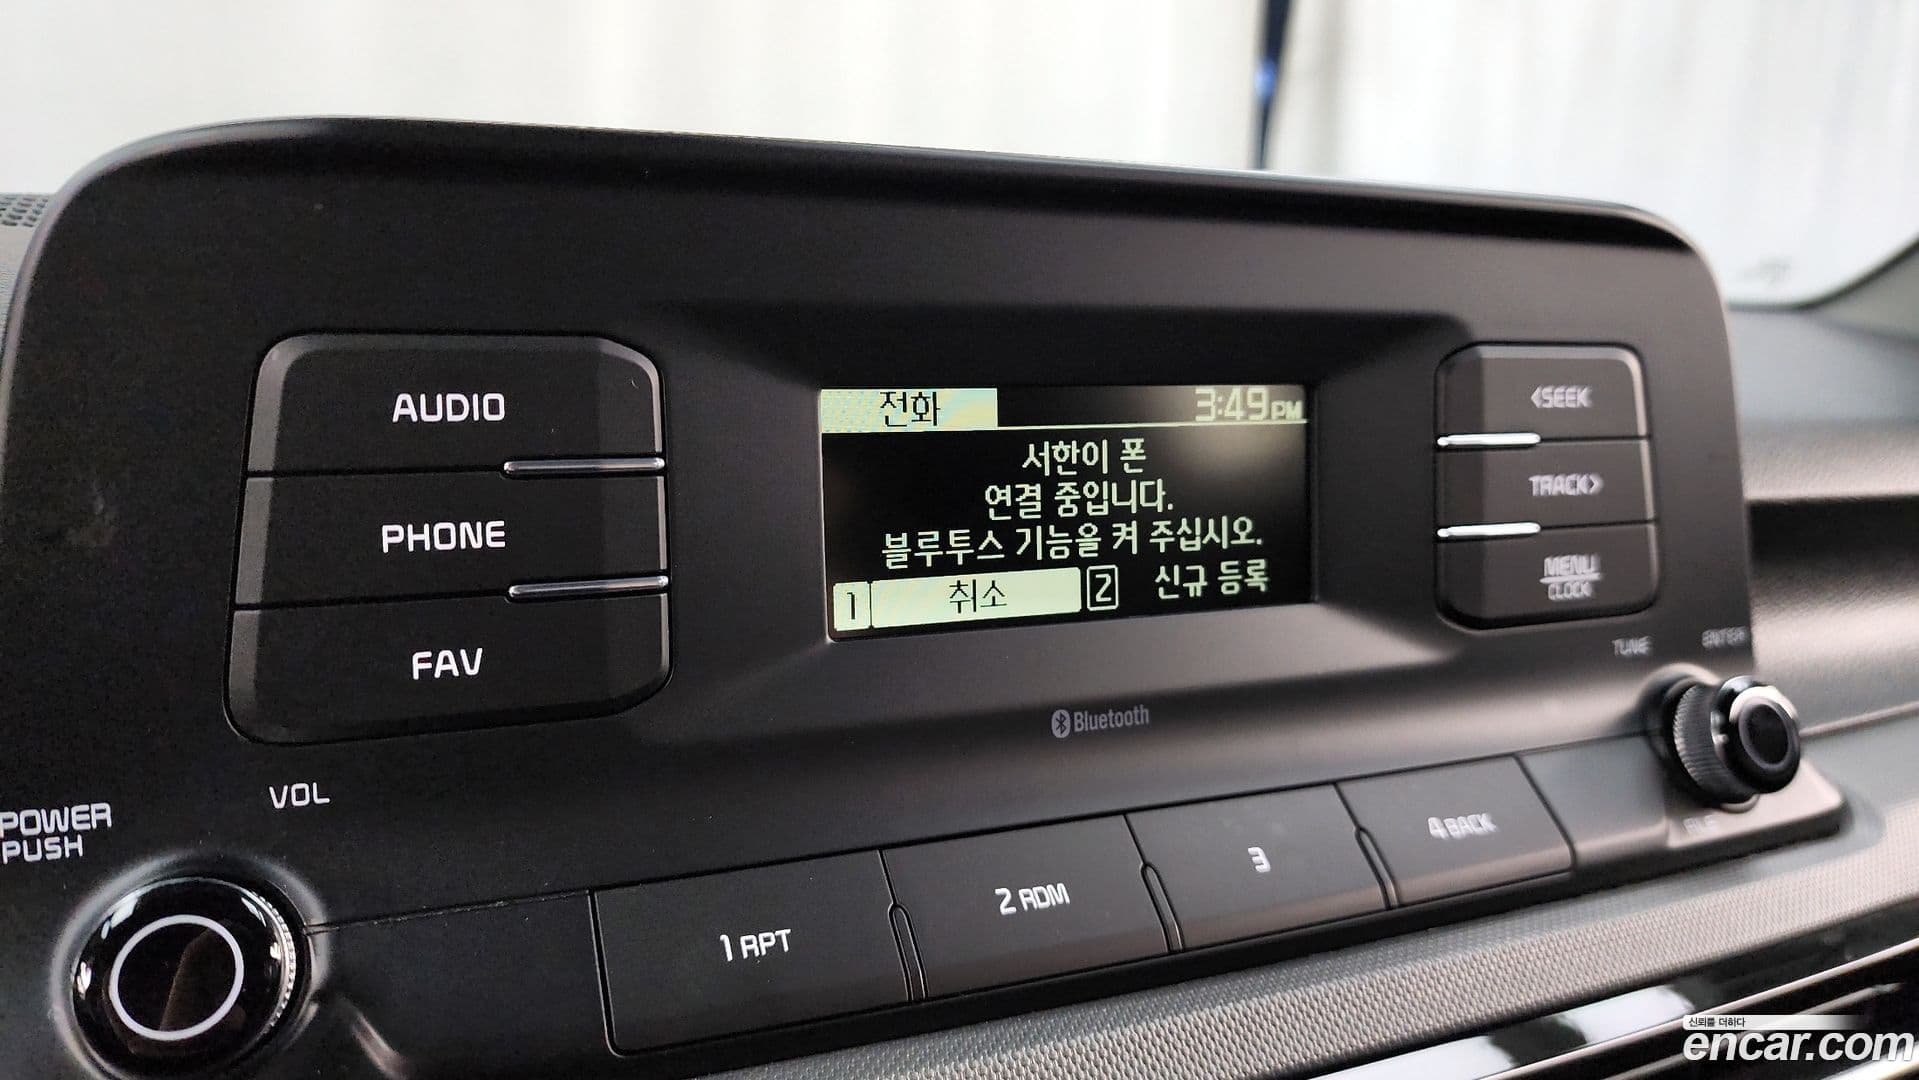 AUDIO
PHONE
FAV
전화 3:49PM
서한이 폰
연결 중입니다.
블루투스 기능을 켜 주십시오.
1 취소 2 신규 등록
<SEEK
TRACK>
MENU
CLOCK
TUNE
ENTER
Bluetooth
POWER
PUSH
VOL
1 RPT
2 RDM
3
4 BACK
신뢰를 더하다
encar.com